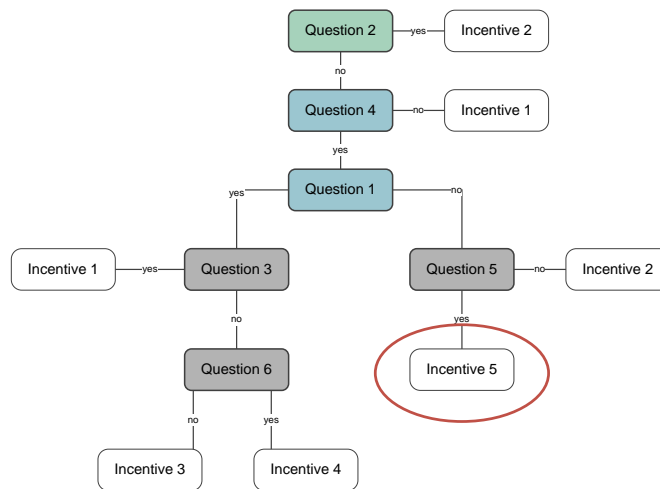 Question 2
yes
Incentive 2
no
Question 4
no
Incentive 1
yes
Question 1
yes
no
Incentive 1
yes
Question 3
Question 5
no
Incentive 2
no
yes
Question 6
Incentive 5
no
yes
Incentive 3
Incentive 4